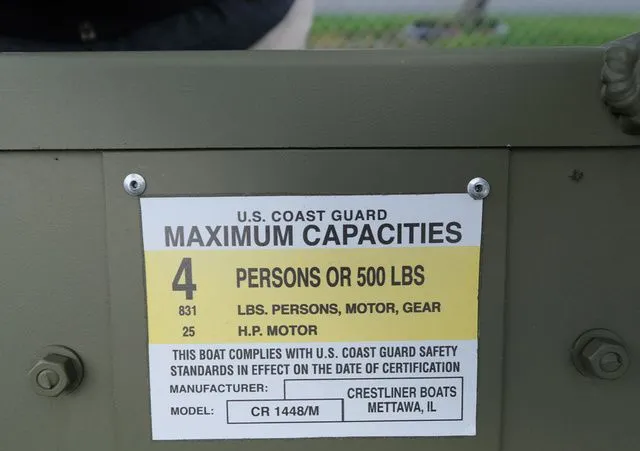 U.S. COAST GUARD
MAXIMUM CAPACITIES
4 PERSONS OR 500 LBS
831 LBS. PERSONS, MOTOR, GEAR
25 H.P. MOTOR
THIS BOAT COMPLIES WITH U.S. COAST GUARD SAFETY
STANDARDS IN EFFECT ON THE DATE OF CERTIFICATION
MANUFACTURER: CRESTLINER BOATS
MODEL: CR 1448/M METTAWA, IL